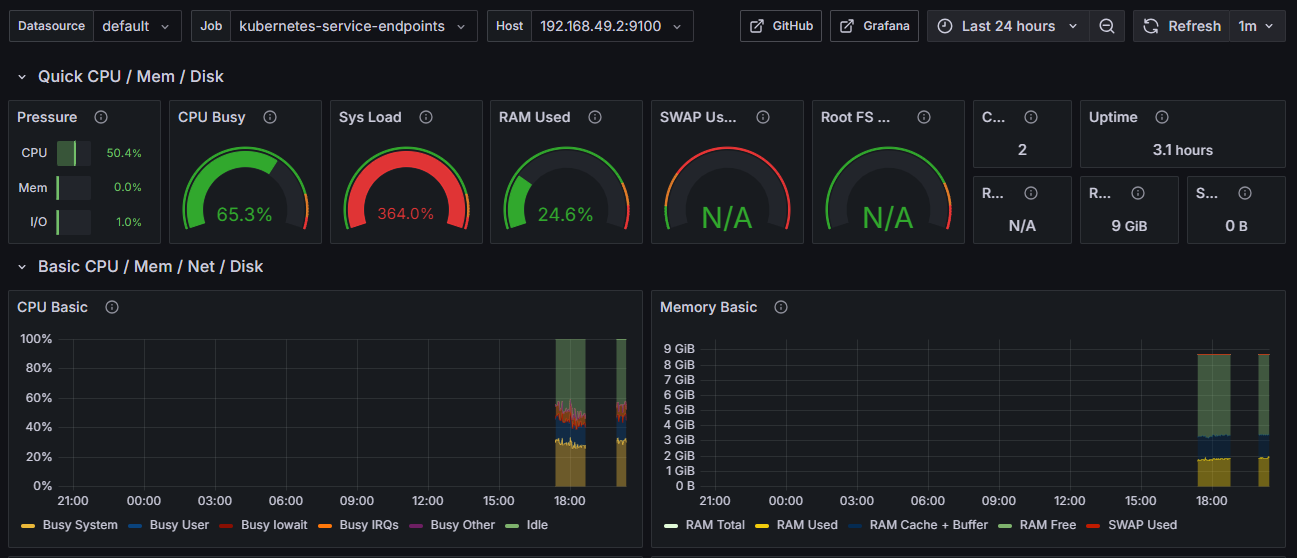 Datasource default Job kubernetes-service-endpoints Host 192.168.49.2:9100 GitHub Grafana Last 24 hours Refresh 1m
Quick CPU / Mem / Disk
Pressure CPU Busy Sys Load RAM Used SWAP Us... Root FS ... C... Uptime
CPU 50.4%
Mem 0.0%
I/O 1.0%
65.3%
364.0%
24.6%
N/A
N/A
2
3.1 hours
R... R... S...
N/A 9 GiB 0 B
Basic CPU / Mem / Net / Disk
CPU Basic
100%
80%
60%
40%
20%
0%
21:00 00:00 03:00 06:00 09:00 12:00 15:00 18:00
Busy System Busy User Busy Iowait Busy IRQs Busy Other Idle
Memory Basic
9 GiB
8 GiB
7 GiB
6 GiB
5 GiB
4 GiB
3 GiB
2 GiB
1 GiB
0 B
21:00 00:00 03:00 06:00 09:00 12:00 15:00 18:00
RAM Total RAM Used RAM Cache + Buffer RAM Free SWAP Used